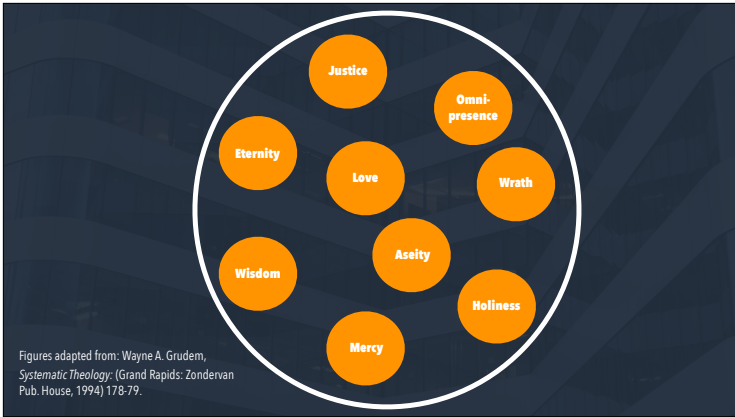 Justice
Omni-
presence
Eternity
Love
Wrath
Aseity
Wisdom
Holiness
Mercy
Figures adapted from: Wayne A. Grudem,
Systematic Theology: (Grand Rapids: Zondervan
Pub. House, 1994) 178-79.